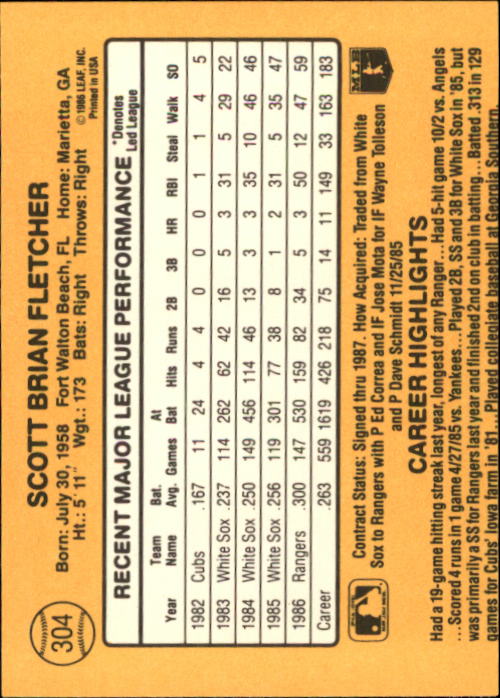 304
SCOTT BRIAN FLETCHER
Born: July 30, 1958 Fort Walton Beach, FL Home: Marietta, GA
Ht.: 5' 11" Wgt.: 173 Bats: Right Throws: Right
© 1986 LEAF, INC.
Printed in USA
RECENT MAJOR LEAGUE PERFORMANCE
*Denotes
Led League
Year Team Name Bat. Avg. Games At Bat Hits Runs 2B 3B HR RBI Steal Walk SO
1982 Cubs .167 11 24 4 4 0 0 0 1 1 4 5
1983 White Sox .237 114 262 62 42 16 5 3 31 5 29 22
1984 White Sox .250 149 456 114 46 13 3 3 35 10 46 46
1985 White Sox .256 119 301 77 38 8 1 2 31 5 35 47
1986 Rangers .300 147 530 159 82 34 5 3 50 12 47 59
Career .263 559 1619 426 218 75 14 11 149 33 163 183
Contract Status: Signed thru 1987. How Acquired: Traded from White
Sox to Rangers with P Ed Correa and IF Jose Mota for IF Wayne Tolleson
and P Dave Schmidt 11/25/85
MLB
CAREER HIGHLIGHTS
Had a 19-game hitting streak last year, longest of any Ranger... Had 5-hit game 10/2 vs. Angels
...Scored 4 runs in 1 game 4/27/85 vs. Yankees.... Played 2B, SS and 3B for White Sox in '85, but
was primarily a SS for Rangers last year and finished 2nd on club in batting...Batted .313 in 129
games for Cubs' Iowa farm in '81...Played collegiate baseball at Georgia Southern.